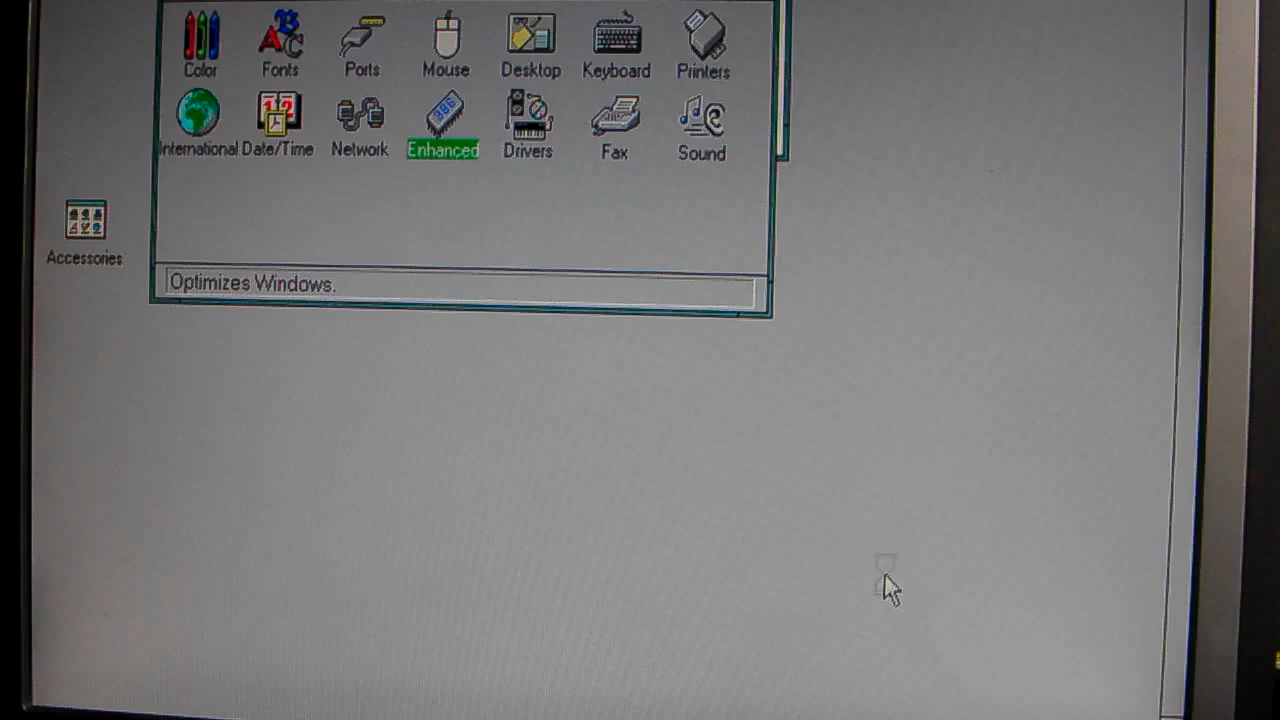 Color Fonts Ports Mouse Desktop Keyboard Printers
International Date/Time Network Enhanced Drivers Fax Sound
Accessories
Optimizes Windows.